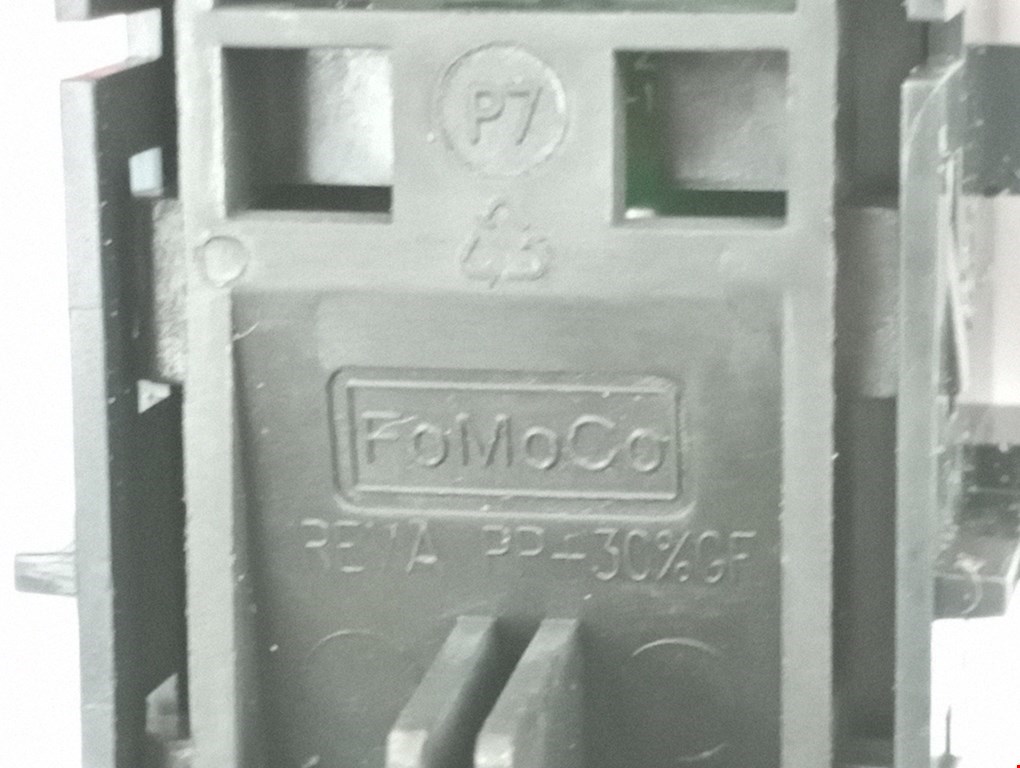 P7
FoMoCo
REMA PP+30%GF